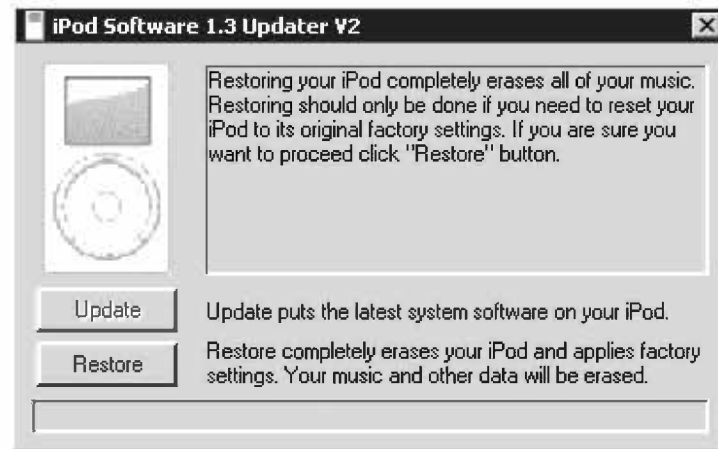 iPod Software 1.3 Updater V2
Restoring your iPod completely erases all of your music.
Restoring should only be done if you need to reset your
iPod to its original factory settings. If you are sure you
want to proceed click "Restore" button.
Update
Update puts the latest system software on your iPod.
Restore
Restore completely erases your iPod and applies factory
settings. Your music and other data will be erased.